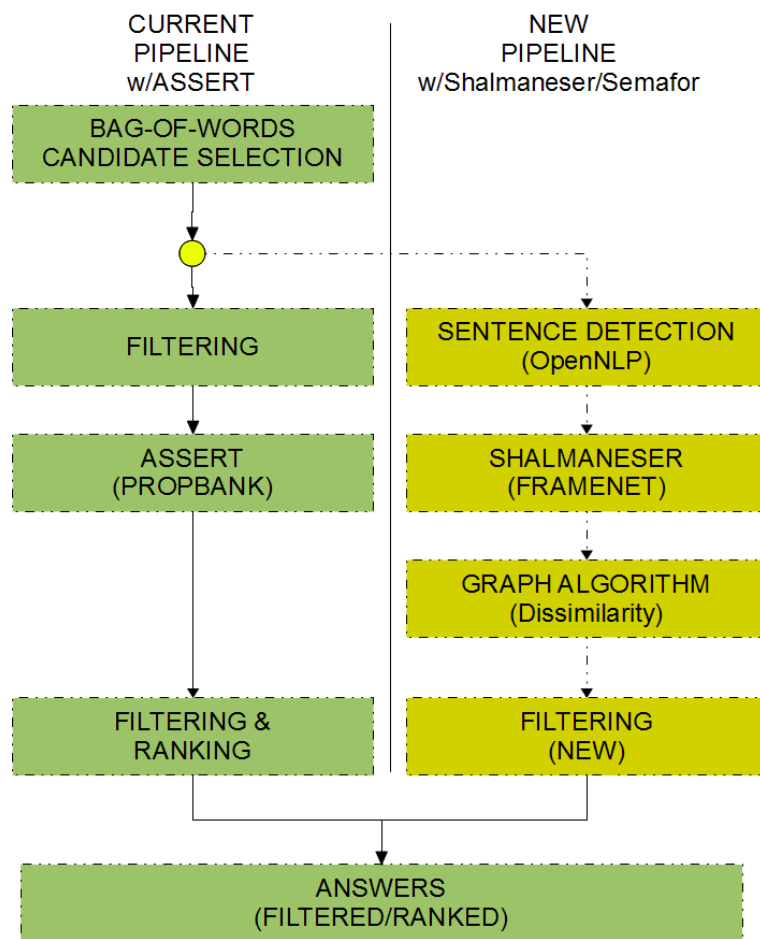 CURRENT
PIPELINE
w/ASSERT
NEW
PIPELINE
w/Shalmaneser/Semafor
BAG-OF-WORDS
CANDIDATE SELECTION
FILTERING
SENTENCE DETECTION
(OpenNLP)
ASSERT
(PROPBANK)
SHALMANESER
(FRAMENET)
GRAPH ALGORITHM
(Dissimilarity)
FILTERING &
RANKING
FILTERING
(NEW)
ANSWERS
(FILTERED/RANKED)